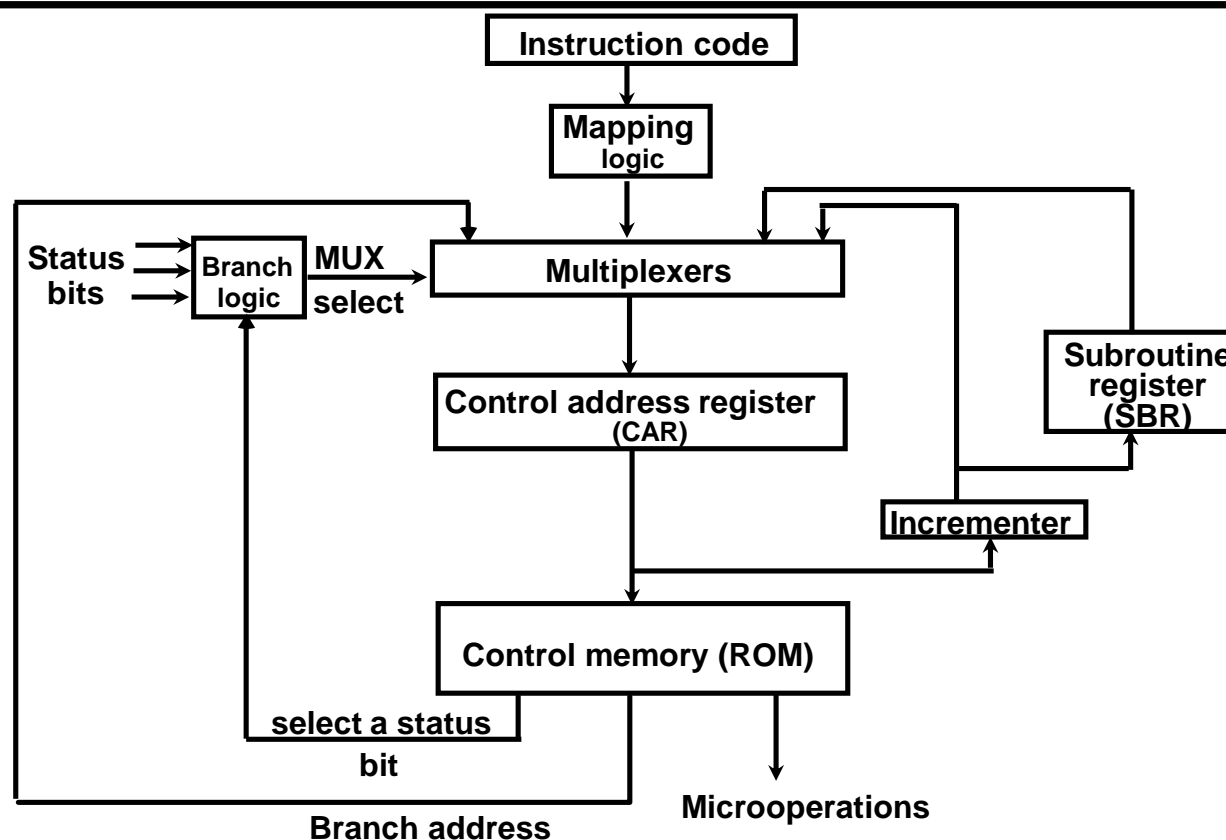 Instruction code
Mapping
logic
Status
bits
Branch
logic
MUX
select
Multiplexers
Subroutine
register
(SBR)
Control address register
(CAR)
Incrementer
Control memory (ROM)
select a status
bit
Microoperations
Branch address